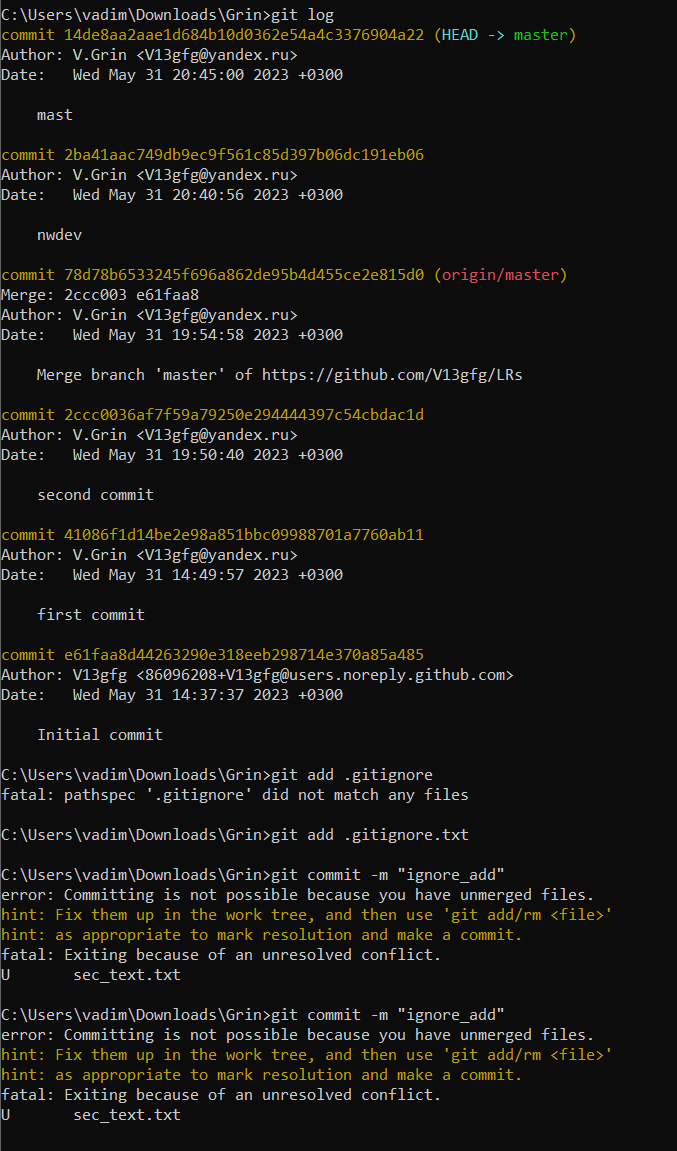 C:\Users\vadim\Downloads\Grin>git log
commit 14de8aa2aae1d684b10d0362e54a4c3376904a22 (HEAD -> master)
Author: V.Grin <V13gfg@yandex.ru>
Date:   Wed May 31 20:45:00 2023 +0300
    mast
commit 2ba41aac749db9ec9f561c85d397b06dc191eb06
Author: V.Grin <V13gfg@yandex.ru>
Date:   Wed May 31 20:40:56 2023 +0300
    nwdev
commit 78d78b6533245f696a862de95b4d455ce2e815d0 (origin/master)
Merge: 2ccc003 e61faa8
Author: V.Grin <V13gfg@yandex.ru>
Date:   Wed May 31 19:54:58 2023 +0300
    Merge branch 'master' of https://github.com/V13gfg/LRs
commit 2ccc0036af7f59a79250e294444397c54cbdac1d
Author: V.Grin <V13gfg@yandex.ru>
Date:   Wed May 31 19:50:40 2023 +0300
    second commit
commit 41086f1d14be2e98a851bbc09988701a7760ab11
Author: V.Grin <V13gfg@yandex.ru>
Date:   Wed May 31 14:49:57 2023 +0300
    first commit
commit e61faa8d44263290e318eeb298714e370a85a485
Author: V13gfg <86096208+V13gfg@users.noreply.github.com>
Date:   Wed May 31 14:37:37 2023 +0300
    Initial commit
C:\Users\vadim\Downloads\Grin>git add .gitignore
fatal: pathspec '.gitignore' did not match any files
C:\Users\vadim\Downloads\Grin>git add .gitignore.txt
C:\Users\vadim\Downloads\Grin>git commit -m "ignore_add"
error: Committing is not possible because you have unmerged files.
hint: Fix them up in the work tree, and then use 'git add/rm <file>'
hint: as appropriate to mark resolution and make a commit.
fatal: Exiting because of an unresolved conflict.
U       sec_text.txt
C:\Users\vadim\Downloads\Grin>git commit -m "ignore_add"
error: Committing is not possible because you have unmerged files.
hint: Fix them up in the work tree, and then use 'git add/rm <file>'
hint: as appropriate to mark resolution and make a commit.
fatal: Exiting because of an unresolved conflict.
U       sec_text.txt